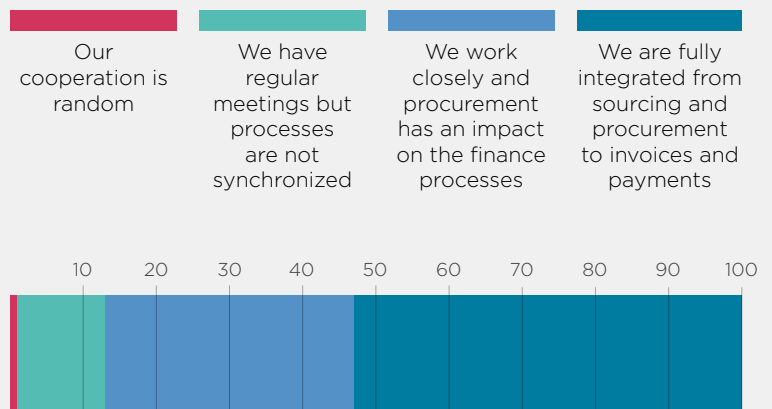 Our
cooperation is
random
We have
regular
meetings but
processes
are not
synchronized
We work
closely and
procurement
has an impact
on the finance
processes
We are fully
integrated from
sourcing and
procurement
to invoices and
payments
10 20 30 40 50 60 70 80 90 100